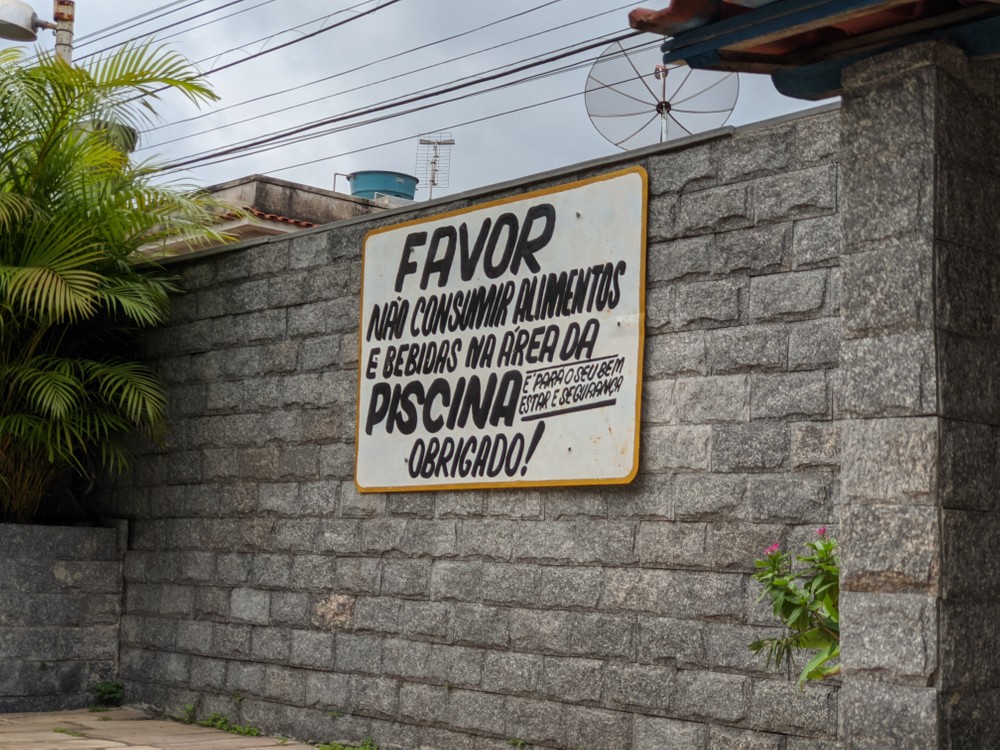 FAVOR
NÃO CONSUMIR ALIMENTOS
E BEBIDAS NA ÁREA DA
PISCINA É PARA O SEU BEM
ESTAR E SEGURANÇA
OBRIGADO!